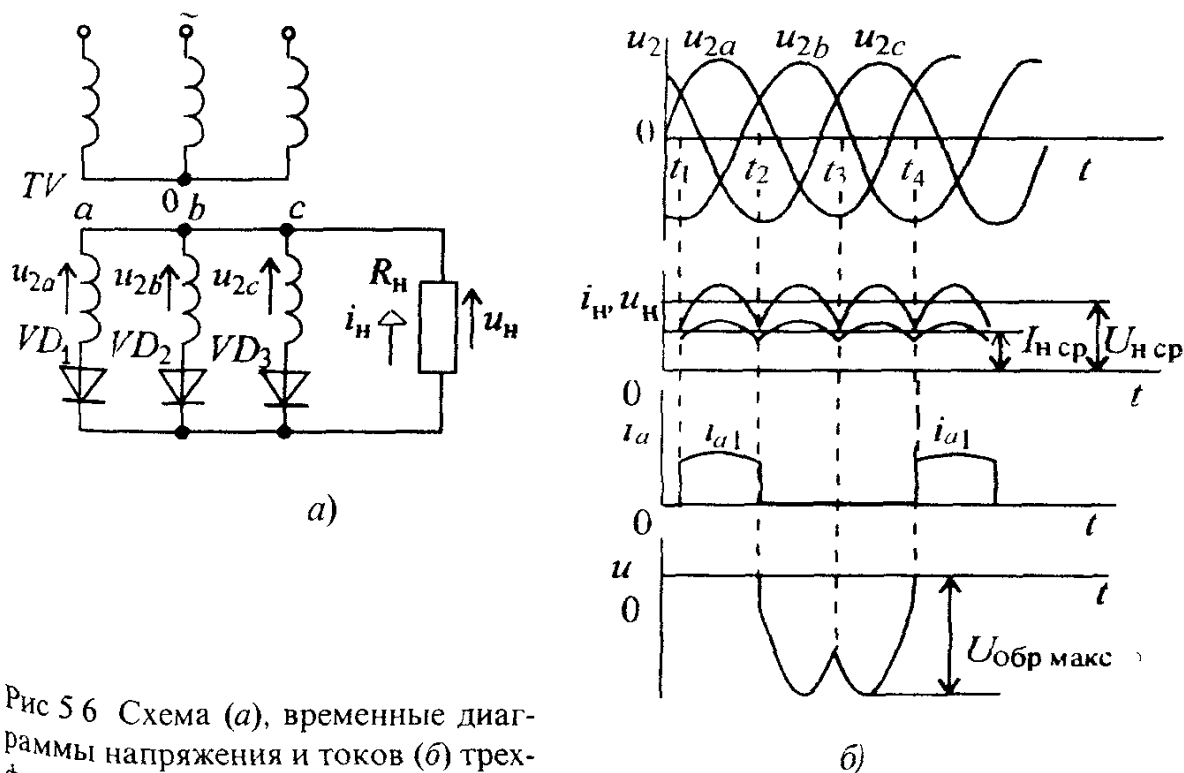 ~
TV
0
a b c
u2a u2b u2c Rн
iн uн
VD1 VD2 VD3
а)
u2 u2a u2b u2c
0
t1 t2 t3 t4 t
iн, uн
Iн ср Uн ср
0 t
ia ia1 ia1
0 t
u
0 t
Uобр макс
б)
Рис 5 6 Схема (а), временные диаг-
раммы напряжения и токов (б) трех-